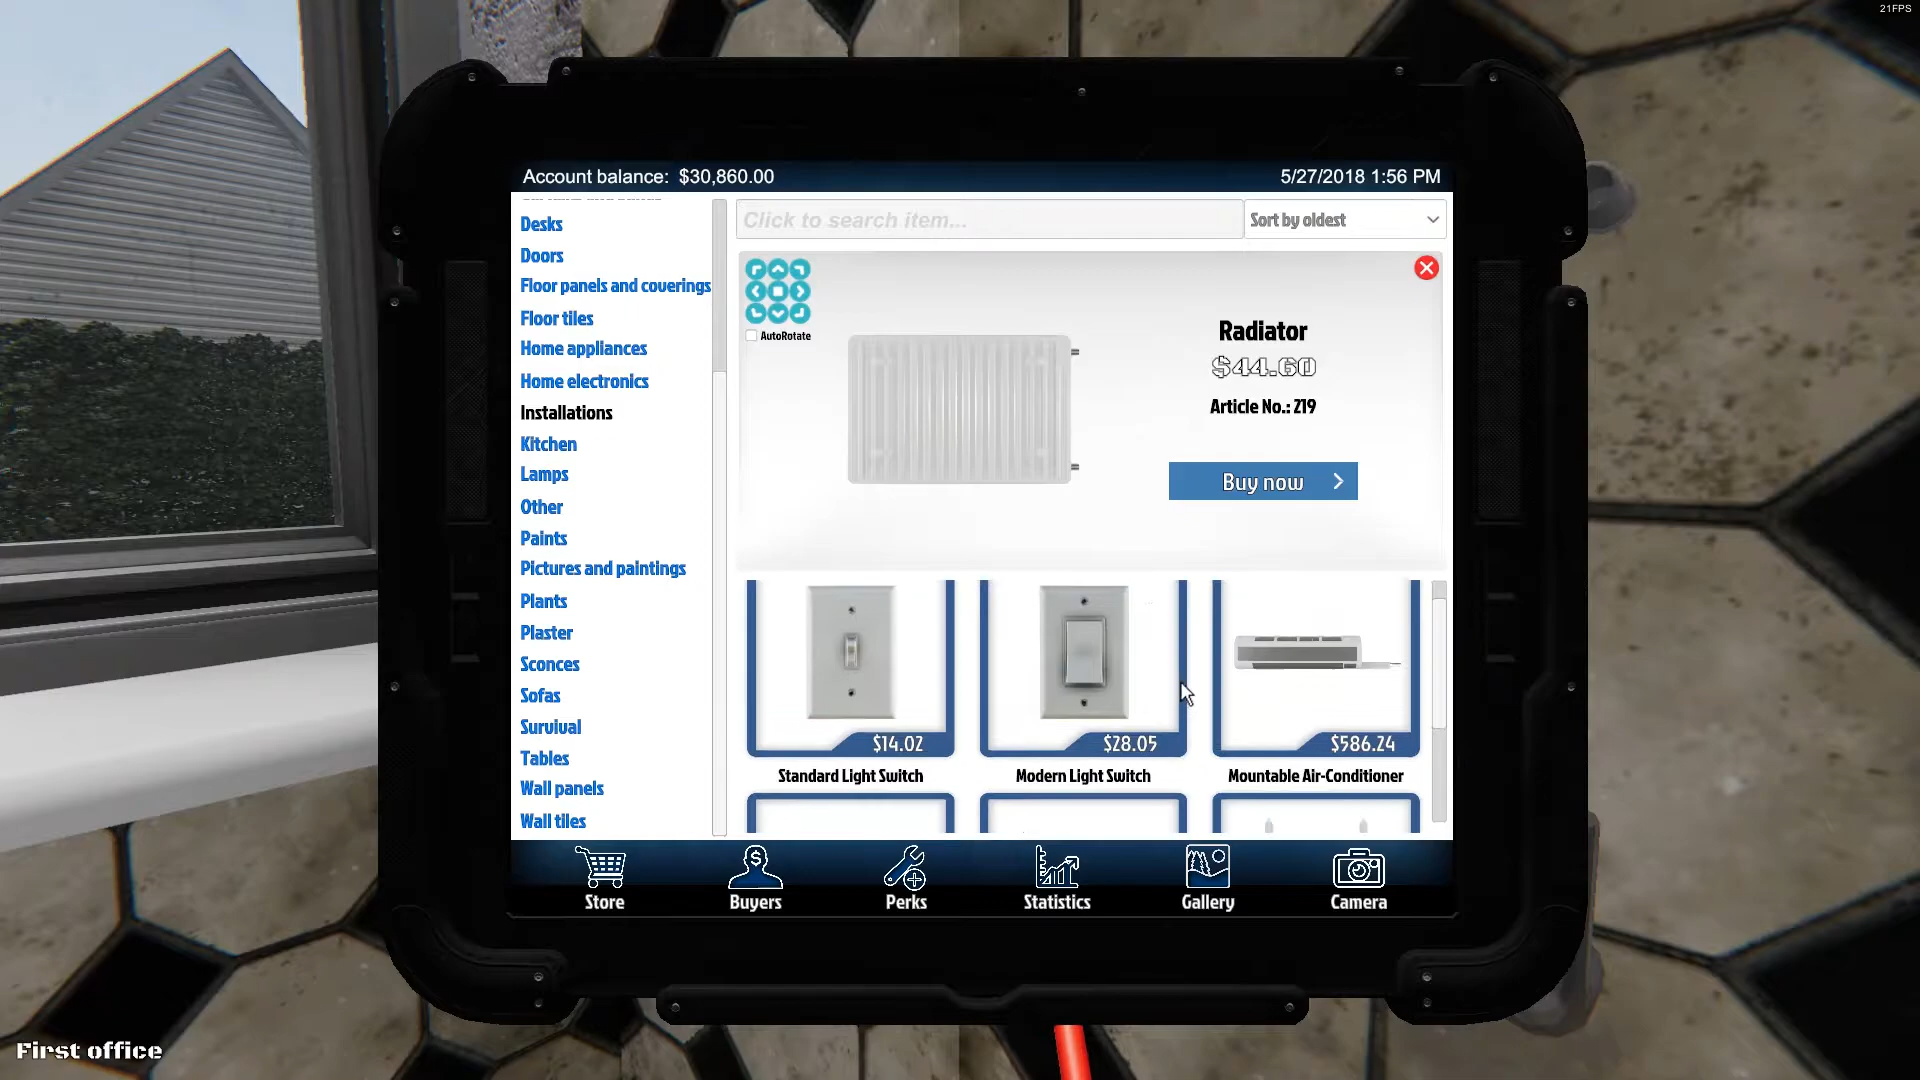 21FPS
Account balance: $30,860.00
5/27/2018 1:56 PM
Desks
Doors
Floor panels and coverings
Floor tiles
Home appliances
Home electronics
Installations
Kitchen
Lamps
Other
Paints
Pictures and paintings
Plants
Plaster
Sconces
Sofas
Survival
Tables
Wall panels
Wall tiles
Click to search item...
Sort by oldest
AutoRotate
Radiator
$44.60
Article No.: 219
Buy now
$14.02
$28.05
$586.24
Standard Light Switch
Modern Light Switch
Mountable Air-Conditioner
Store
Buyers
Perks
Statistics
Gallery
Camera
First office